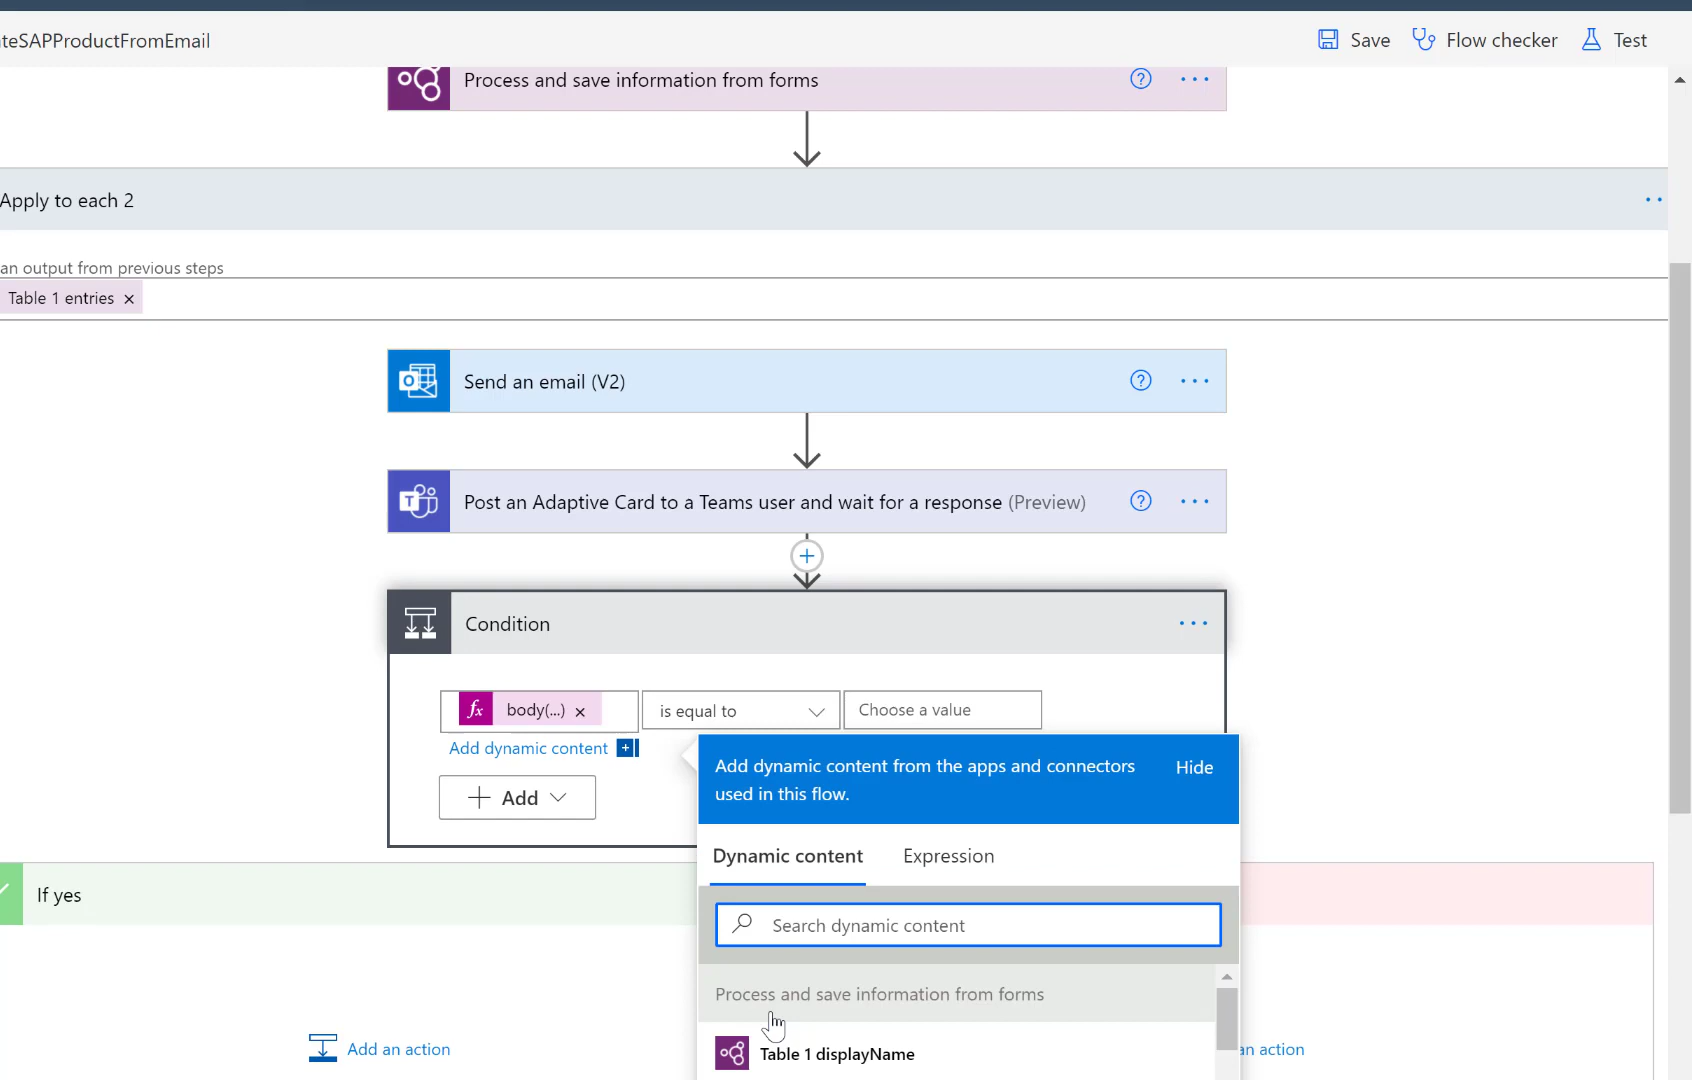 teSAPProductFromEmail
Save
Flow checker
Test
Process and save information from forms
Apply to each 2
an output from previous steps
Table 1 entries
Send an email (V2)
Post an Adaptive Card to a Teams user and wait for a response (Preview)
Condition
fx body(...)
is equal to
Choose a value
Add dynamic content
Add
Add dynamic content from the apps and connectors
used in this flow.
Hide
Dynamic content
Expression
If yes
Search dynamic content
Process and save information from forms
Add an action
Table 1 displayName
an action